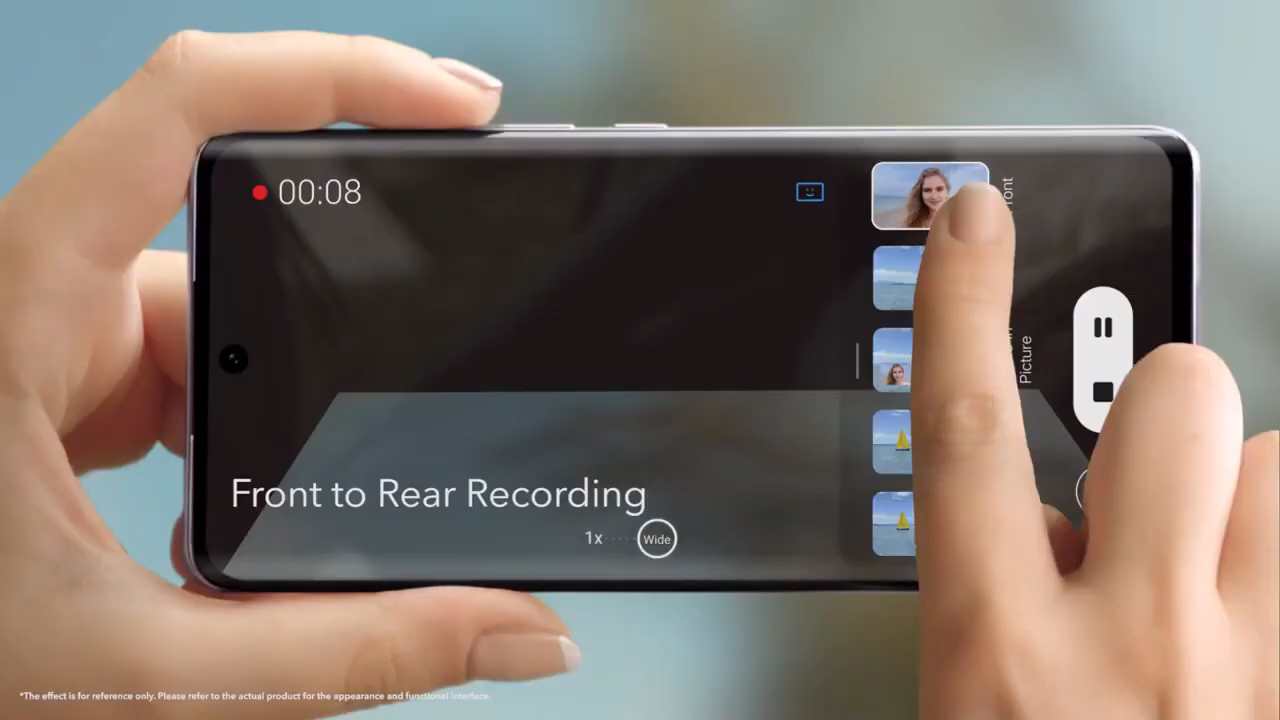 00:08
Front
Picture
Front to Rear Recording
1x
Wide
*The effect is for reference only. Please refer to the actual product for the appearance and functional interface.